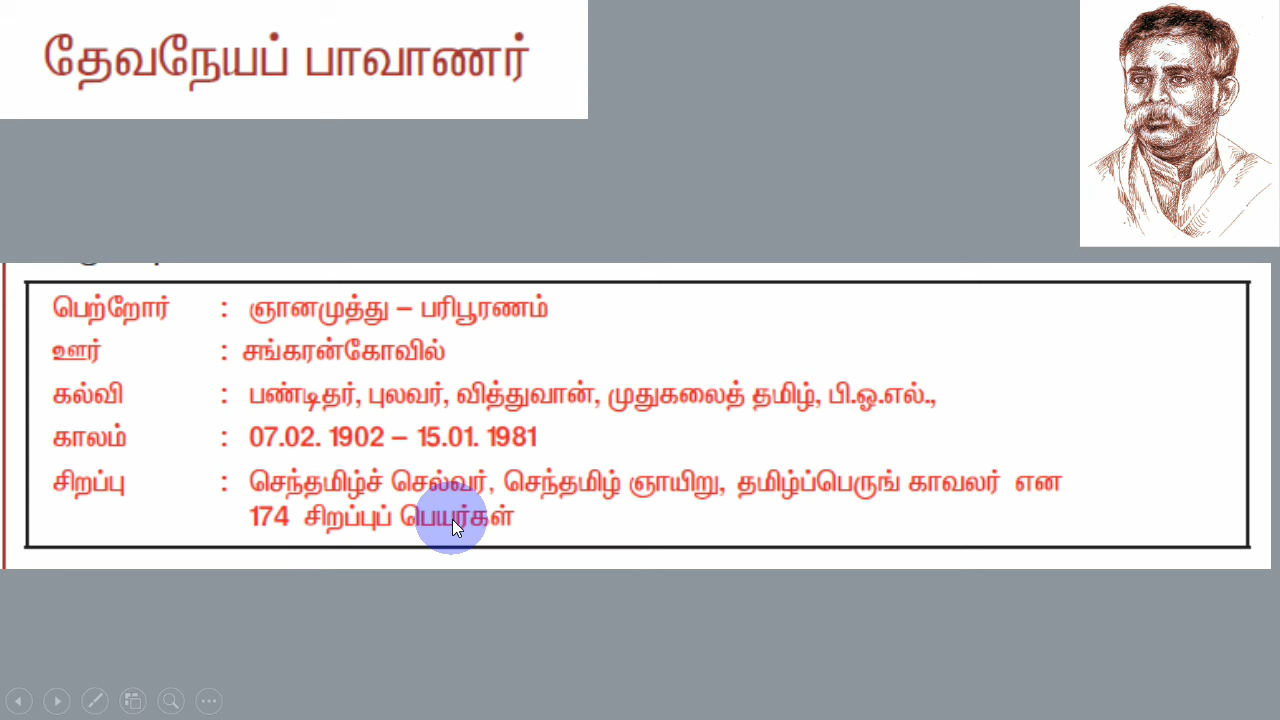 தேவநேயப் பாவாணர்
பெற்றோர் : ஞானமுத்து – பரிபூரணம்
ஊர் : சங்கரன்கோவில்
கல்வி : பண்டிதர், புலவர், வித்துவான், முதுகலைத் தமிழ், பி.ஓ.எல்.,
காலம் : 07.02. 1902 – 15.01. 1981
சிறப்பு : செந்தமிழ்ச் செல்வர், செந்தமிழ் ஞாயிறு, தமிழ்ப்பெருங் காவலர் என
174 சிறப்புப் பெயர்கள்